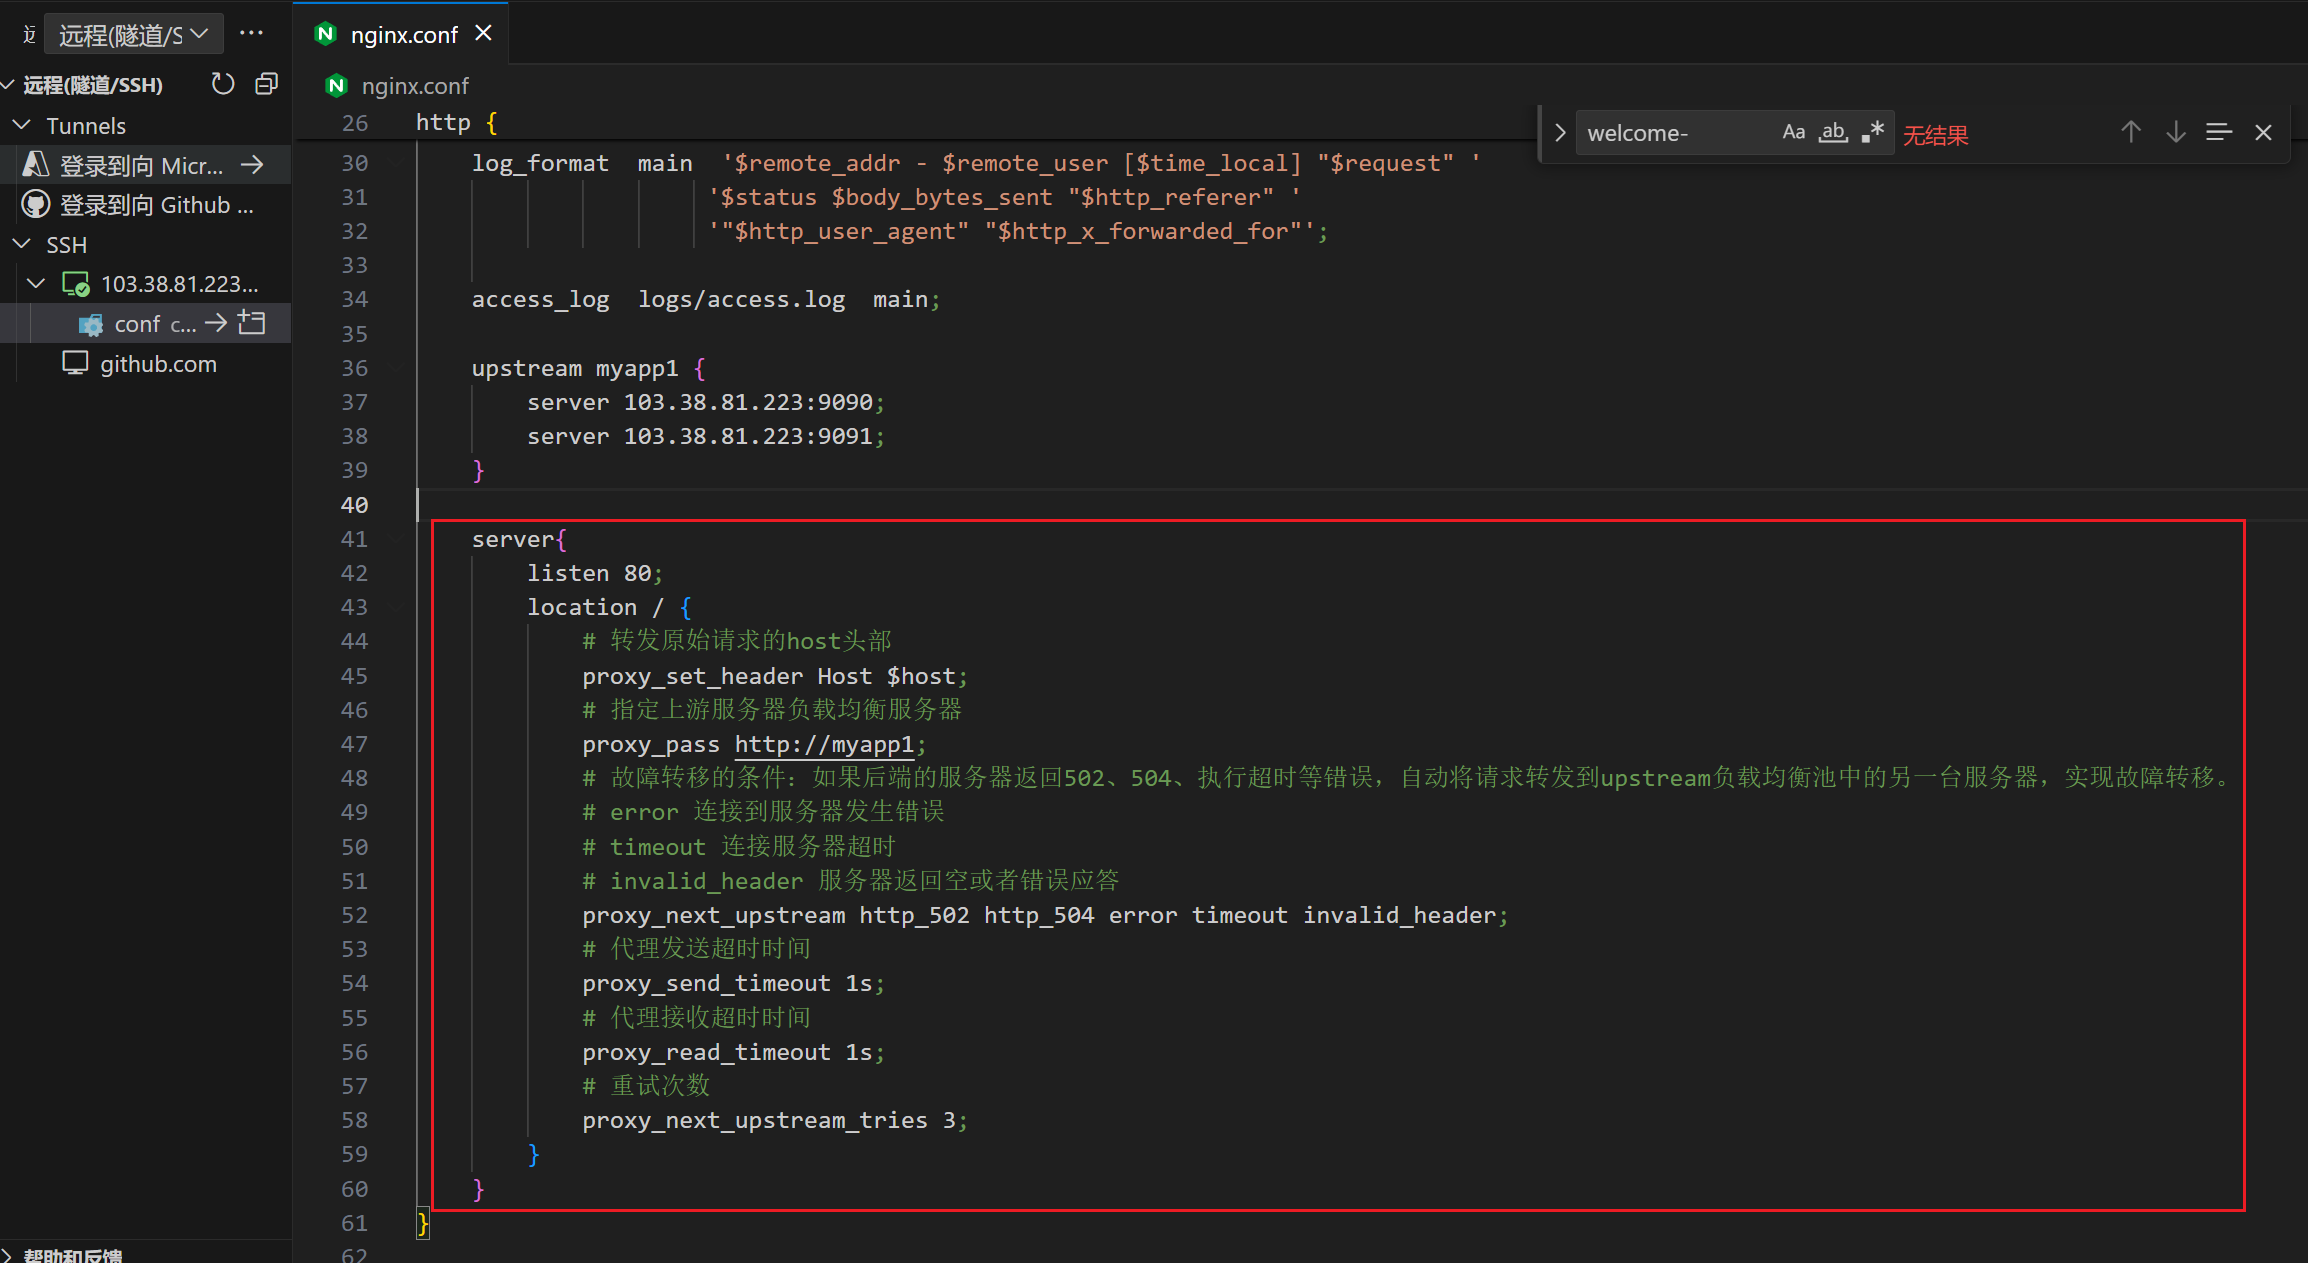 远程(隧道/S
nginx.conf
远程(隧道/SSH)
Tunnels
登录到向 Micr...
登录到向 Github ...
SSH
103.38.81.223...
conf c...
github.com
帮助和反馈
nginx.conf
welcome-
Aa
ab
.*
无结果
26 http {
30 log_format  main  '$remote_addr - $remote_user [$time_local] "$request" '
31 '$status $body_bytes_sent "$http_referer" '
32 '"$http_user_agent" "$http_x_forwarded_for"';
33
34 access_log  logs/access.log  main;
35
36 upstream myapp1 {
37 server 103.38.81.223:9090;
38 server 103.38.81.223:9091;
39 }
40
41 server{
42 listen 80;
43 location / {
44 # 转发原始请求的host头部
45 proxy_set_header Host $host;
46 # 指定上游服务器负载均衡服务器
47 proxy_pass http://myapp1;
48 # 故障转移的条件：如果后端的服务器返回502、504、执行超时等错误，自动将请求转发到upstream负载均衡池中的另一台服务器，实现故障转移。
49 # error 连接到服务器发生错误
50 # timeout 连接服务器超时
51 # invalid_header 服务器返回空或者错误应答
52 proxy_next_upstream http_502 http_504 error timeout invalid_header;
53 # 代理发送超时时间
54 proxy_send_timeout 1s;
55 # 代理接收超时时间
56 proxy_read_timeout 1s;
57 # 重试次数
58 proxy_next_upstream_tries 3;
59 }
60 }
61 }
62